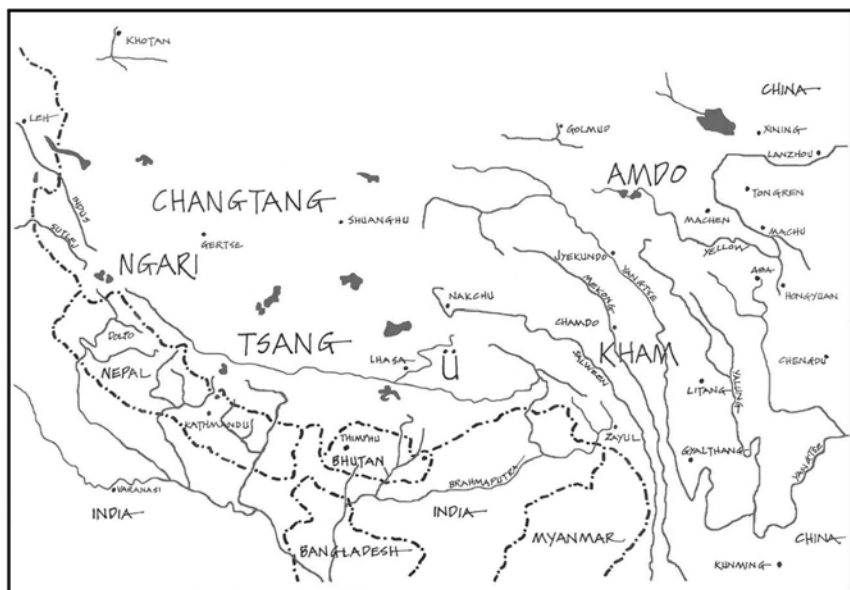 KHOTAN
CHINA
LEH
GOLMUD
XINING
LANZHOU
AMDO
TONGREN
CHANGTANG
INDUS
SHUANGHU
MACHEN
MACHU
SUTLEJ
GERTSE
YELLOW
NGARI
JYEKUNDO
YANGTSE
ABA
MEKONG
HONGYUAN
NAKCHU
CHAMDO
DOLPO
TSANG
KHAM
LHASA
Ü
SALWEEN
CHENGDU
NEPAL
LITANG
YALUNG
KATHMANDU
THIMPHU
ZAYUL
BHUTAN
GYALTHANG
YANGTSE
BRAHMAPUTRA
VARANASI
INDIA
INDIA
MYANMAR
CHINA
BANGLADESH
KUNMING